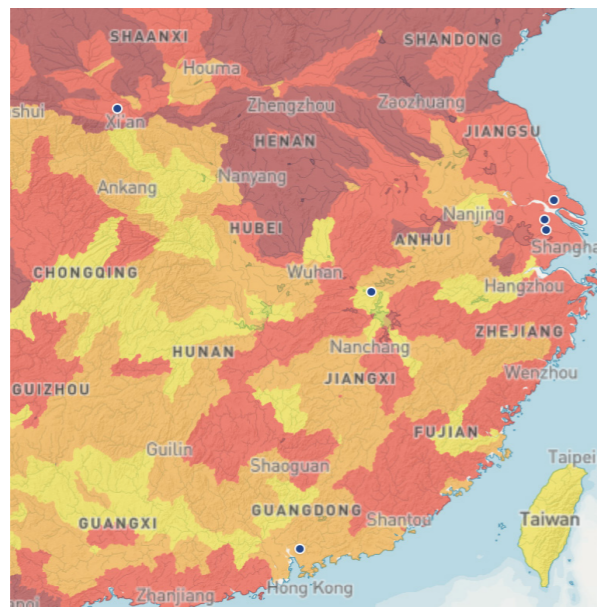 SHAANXI
SHANDONG
Houma
shui
Zhengzhou
Zaozhuang
Xi'an
HENAN
JIANGSU
Ankang
Nanyang
Nanjing
HUBEI
ANHUI
Shangha
CHONGQING
Wuhan
Hangzhou
ZHEJIANG
HUNAN
Nanchang
GUIZHOU
JIANGXI
Wenzhou
FUJIAN
Guilin
Shaoguan
Taipei
GUANGXI
GUANGDONG
Shantou
Taiwan
Zhanjiang
Hong Kong